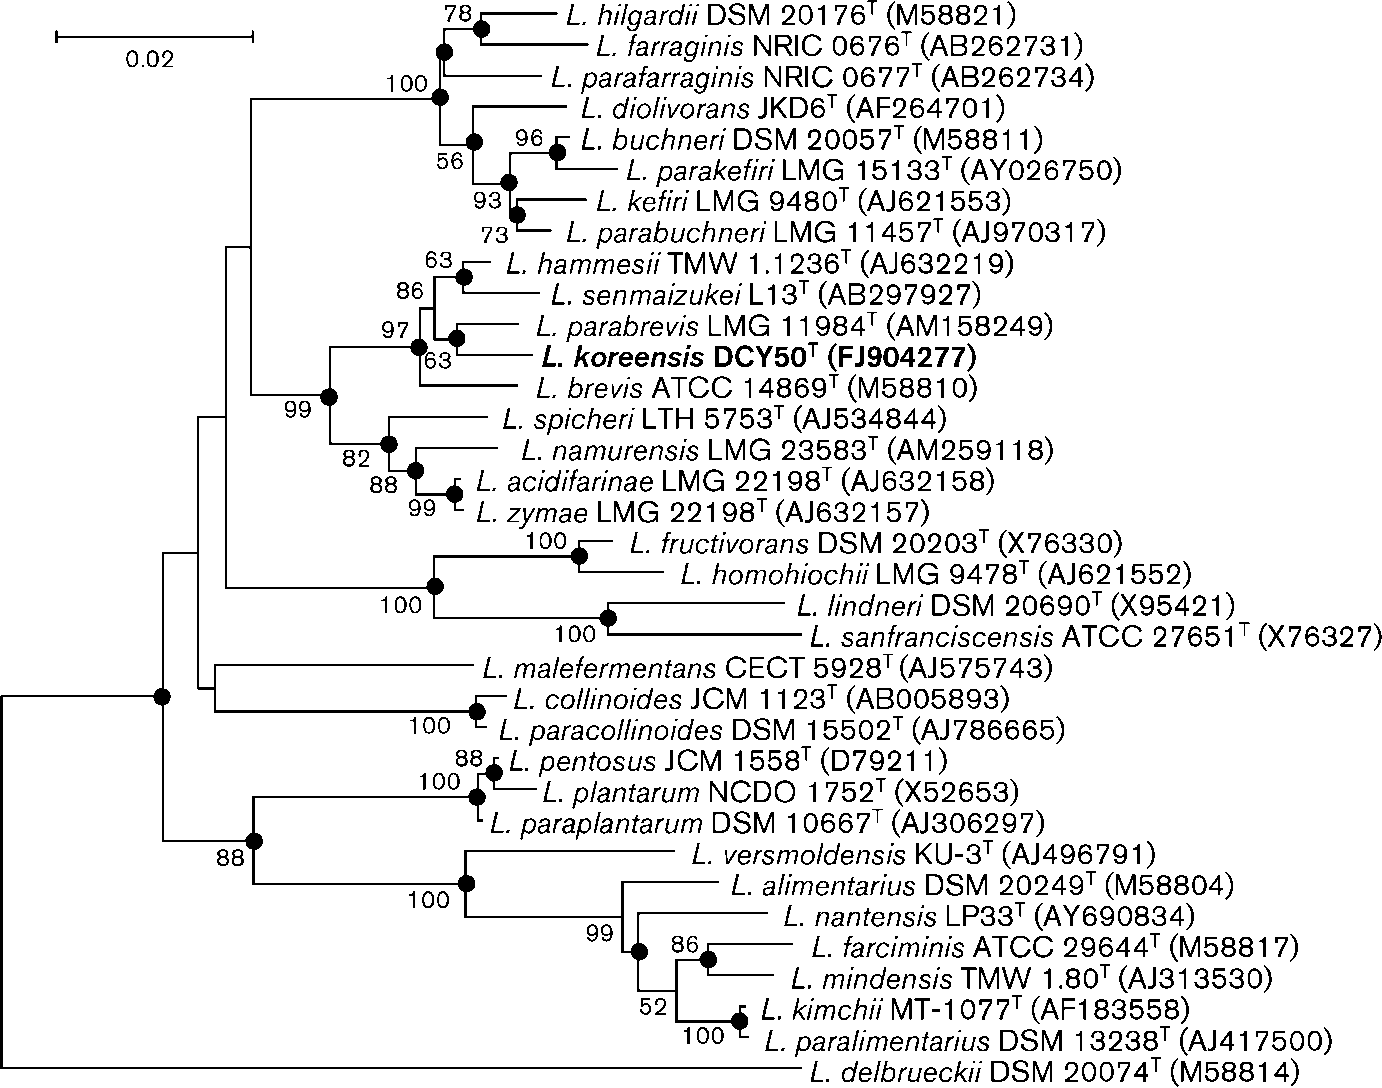 78
L. hilgardii DSM 20176T (M58821)
0.02
L. farraginis NRIC 0676T (AB262731)
100
L. parafarraginis NRIC 0677T (AB262734)
L. diolivorans JKD6T (AF264701)
96
L. buchneri DSM 20057T (M58811)
56
L. parakefiri LMG 15133T (AY026750)
93
L. kefiri LMG 9480T (AJ621553)
73
L. parabuchneri LMG 11457T (AJ970317)
63
L. hammesii TMW 1.1236T (AJ632219)
86
L. senmaizukei L13T (AB297927)
97
L. parabrevis LMG 11984T (AM158249)
63
L. koreensis DCY50T (FJ904277)
L. brevis ATCC 14869T (M58810)
99
L. spicheri LTH 5753T (AJ534844)
82
L. namurensis LMG 23583T (AM259118)
88
L. acidifarinae LMG 22198T (AJ632158)
99
L. zymae LMG 22198T (AJ632157)
100
L. fructivorans DSM 20203T (X76330)
L. homohiochii LMG 9478T (AJ621552)
100
L. lindneri DSM 20690T (X95421)
100
L. sanfranciscensis ATCC 27651T (X76327)
L. malefermentans CECT 5928T (AJ575743)
L. collinoides JCM 1123T (AB005893)
100
L. paracollinoides DSM 15502T (AJ786665)
88
L. pentosus JCM 1558T (D79211)
100
L. plantarum NCDO 1752T (X52653)
L. paraplantarum DSM 10667T (AJ306297)
88
L. versmoldensis KU-3T (AJ496791)
100
L. alimentarius DSM 20249T (M58804)
L. nantensis LP33T (AY690834)
99
86
L. farciminis ATCC 29644T (M58817)
L. mindensis TMW 1.80T (AJ313530)
52
L. kimchii MT-1077T (AF183558)
100
L. paralimentarius DSM 13238T (AJ417500)
L. delbrueckii DSM 20074T (M58814)